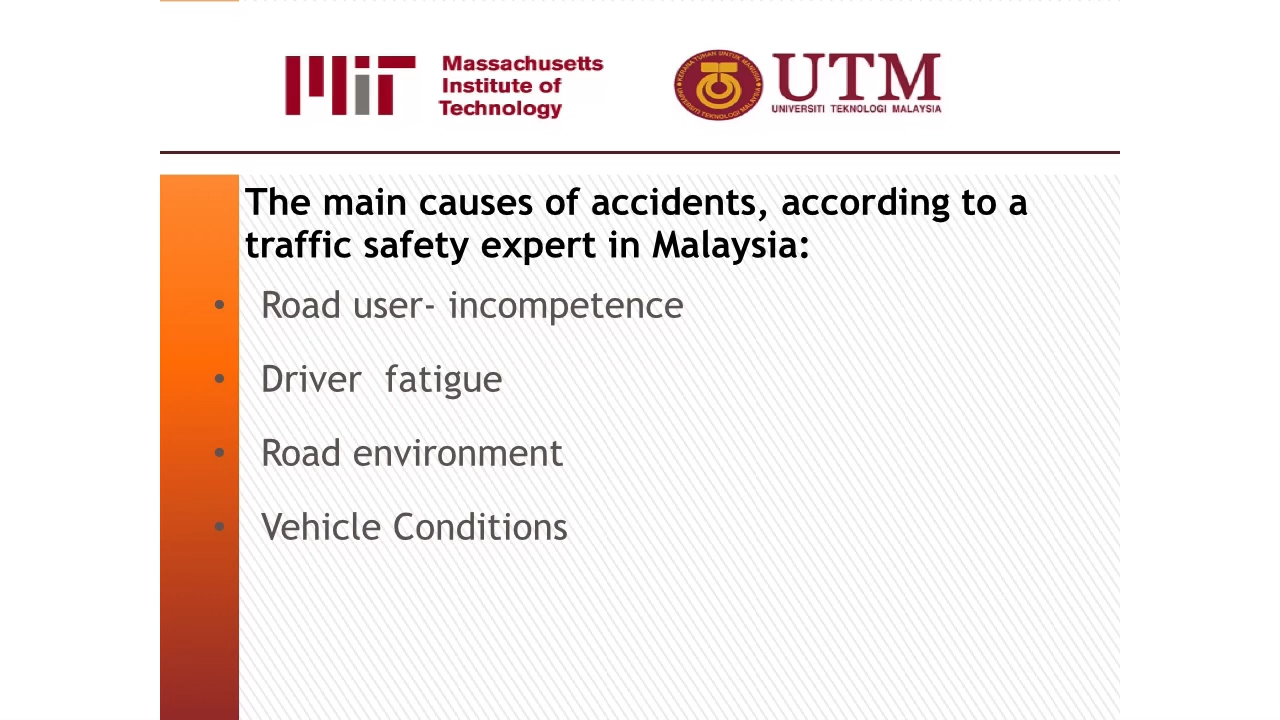 MIT Massachusetts
Institute of
Technology
UTM
UNIVERSITI TEKNOLOGI MALAYSIA
The main causes of accidents, according to a
traffic safety expert in Malaysia:
• Road user- incompetence
• Driver  fatigue
• Road environment
• Vehicle Conditions